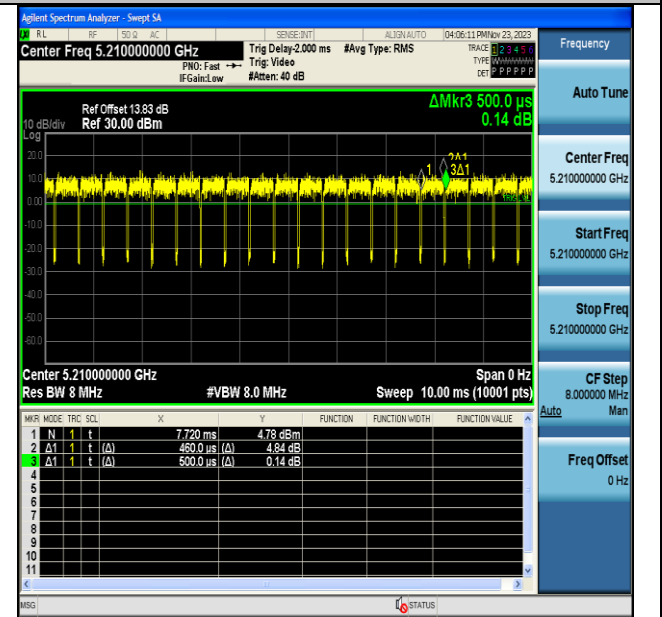 Agilent Spectrum Analyzer - Swept SA
RL RF 50 Ω AC SENSE:INT ALIGN AUTO 04:06:11 PM Nov 23, 2023
Center Freq 5.210000000 GHz
PNO: Fast
IFGain:Low
Trig Delay-2.000 ms #Avg Type: RMS
Trig: Video
#Atten: 40 dB
TRACE 1 2 3 4 5 6
TYPE WWWWWW
DET P P P P P P
Frequency
Auto Tune
Ref Offset 13.83 dB
10 dB/div Ref 30.00 dBm
Log
ΔMkr3 500.0 µs
0.14 dB
20.0
10.0
0.00
-10.0
-20.0
-30.0
-40.0
-50.0
-60.0
1
2Δ1
3Δ1
Center 5.210000000 GHz Span 0 Hz
Res BW 8 MHz #VBW 8.0 MHz Sweep 10.00 ms (10001 pts)
MKR MODE TRC SCL X Y FUNCTION FUNCTION WIDTH FUNCTION VALUE
1 N 1 t 7.720 ms 4.78 dBm
2 Δ1 1 t (Δ) 460.0 µs (Δ) 4.84 dB
3 Δ1 1 t (Δ) 500.0 µs (Δ) 0.14 dB
4
5
6
7
8
9
10
11
Center Freq
5.210000000 GHz
Start Freq
5.210000000 GHz
Stop Freq
5.210000000 GHz
CF Step
8.000000 MHz
Auto Man
Freq Offset
0 Hz
MSG STATUS